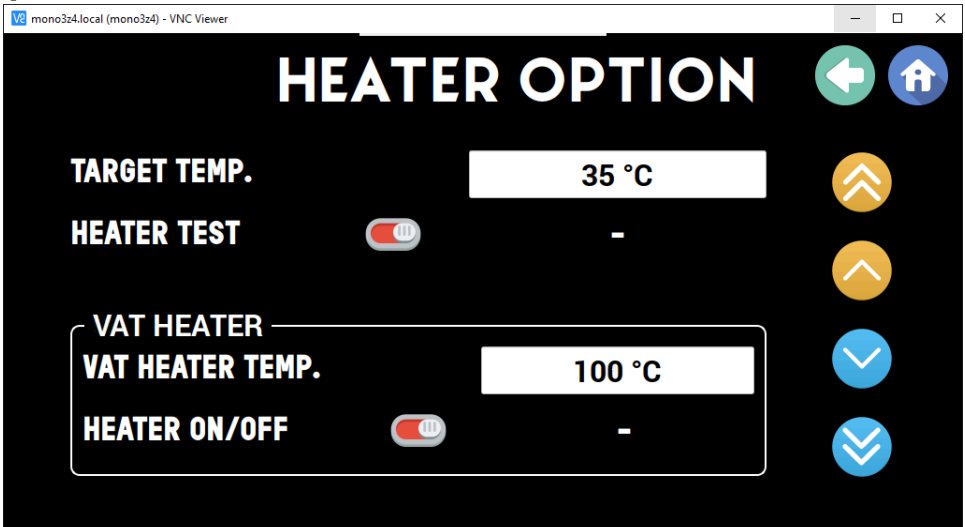 mono3z4.local (mono3z4) - VNC Viewer
HEATER OPTION
TARGET TEMP. 35 °C
HEATER TEST -
VAT HEATER
VAT HEATER TEMP. 100 °C
HEATER ON/OFF -